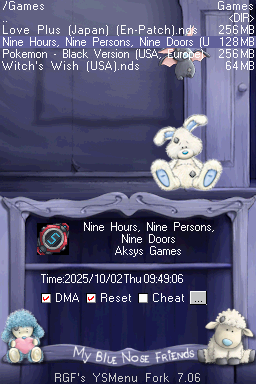 /Games Games
.. <DIR>
Love Plus (Japan) (En-Patch).nds 256MB
Nine Hours, Nine Persons, Nine Doors (U 128MB
Pokemon - Black Version (USA, Europe) 256MB
Witch's Wish (USA).nds 64MB
Nine Hours, Nine Persons,
Nine Doors
Aksys Games
Time:2025/10/02Thu 09:49:06
DMA Reset Cheat ...
My Blue Nose Friends
RGF's YSMenu Fork 7.06